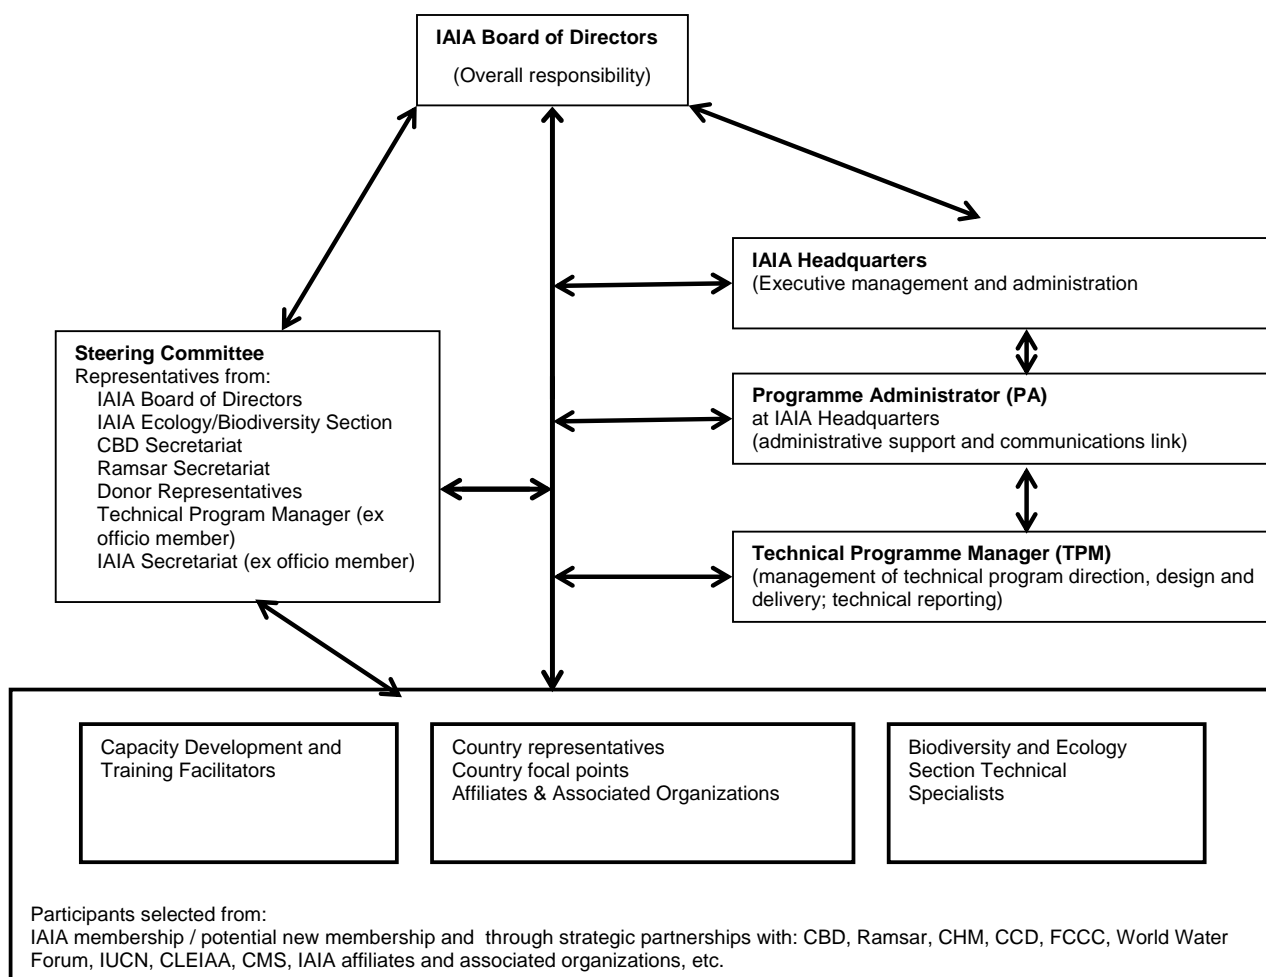 IAIA Board of Directors
(Overall responsibility)
IAIA Headquarters
(Executive management and administration
Steering Committee
Representatives from:
IAIA Board of Directors
IAIA Ecology/Biodiversity Section
CBD Secretariat
Ramsar Secretariat
Donor Representatives
Technical Program Manager (ex
officio member)
IAIA Secretariat (ex officio member)
Programme Administrator (PA)
at IAIA Headquarters
(administrative support and communications link)
Technical Programme Manager (TPM)
(management of technical program direction, design and
delivery; technical reporting)
Capacity Development and
Training Facilitators
Country representatives
Country focal points
Affiliates & Associated Organizations
Biodiversity and Ecology
Section Technical
Specialists
Participants selected from:
IAIA membership / potential new membership and  through strategic partnerships with: CBD, Ramsar, CHM, CCD, FCCC, World Water
Forum, IUCN, CLEIAA, CMS, IAIA affiliates and associated organizations, etc.